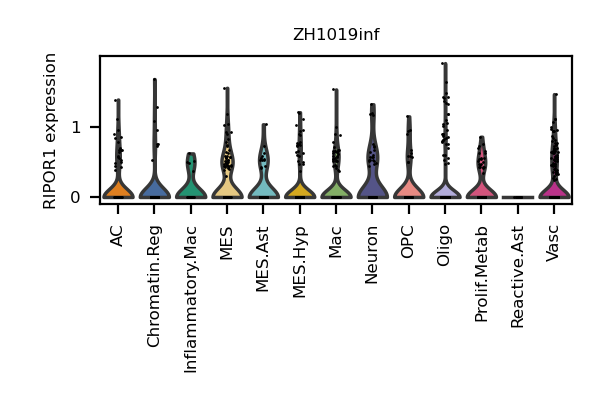 ZH1019inf
RIPOR1 expression
1
0
AC
Chromatin.Reg
Inflammatory.Mac
MES
MES.Ast
MES.Hyp
Mac
Neuron
OPC
Oligo
Prolif.Metab
Reactive.Ast
Vasc